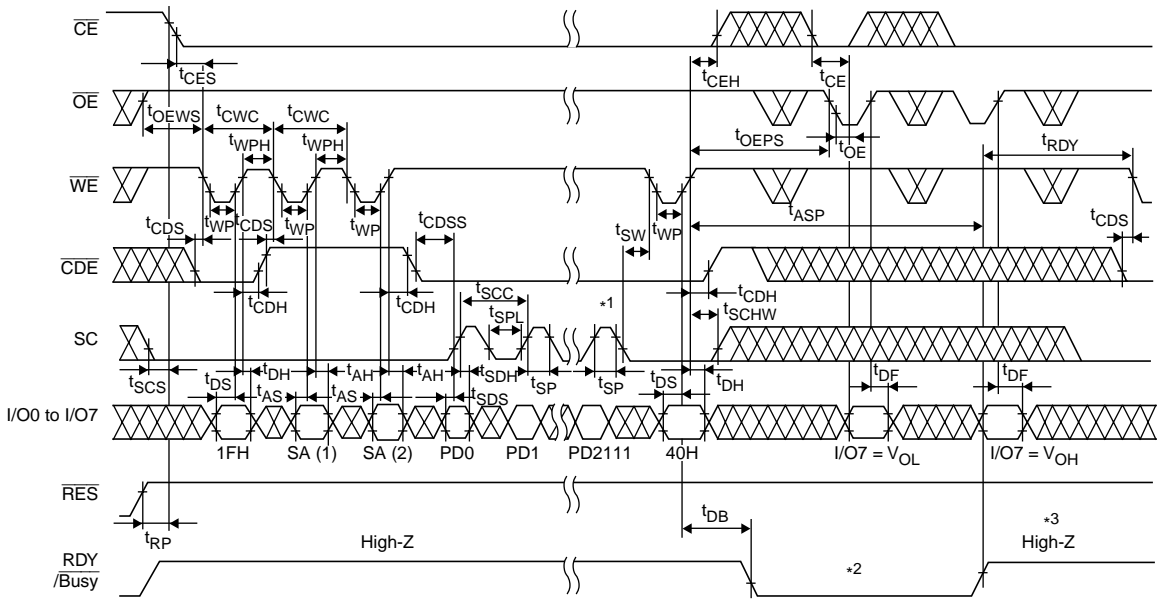 CE
tCES
tCEH
tCE
OE
tOEWS
tCWC
tCWC
tWPH
tWPH
tOEPS
tOE
tRDY
WE
tCDS
tWP
tCDS
tWP
tWP
tCDSS
tSW
tWP
tASP
tCDS
CDE
tCDH
tCDH
tSCC
tSPL
*1
tCDH
tSCHW
SC
tSCS
tDS
tDH
tAS
tAH
tAS
tAH
tSDH
tSDS
tSP
tSP
tDS
tDH
tDF
tDF
I/O0 to I/O7
1FH
SA (1)
SA (2)
PD0
PD1
PD2111
40H
I/O7 = VOL
I/O7 = VOH
RES
tRP
tDB
*3
RDY
/Busy
High-Z
*2
High-Z